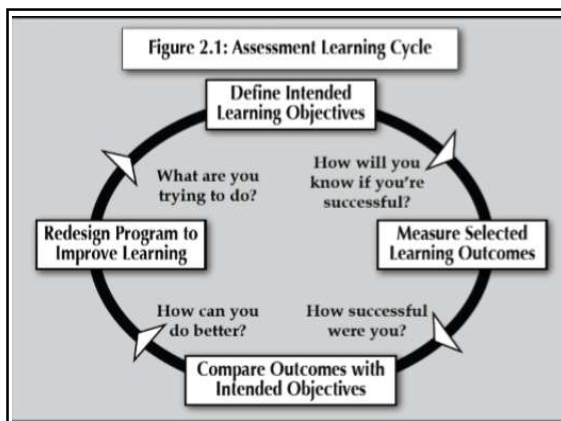 Figure 2.1: Assessment Learning Cycle
Define Intended
Learning Objectives
What are you
trying to do?
How will you
know if you're
successful?
Redesign Program to
Improve Learning
Measure Selected
Learning Outcomes
How can you
do better?
How successful
were you?
Compare Outcomes with
Intended Objectives